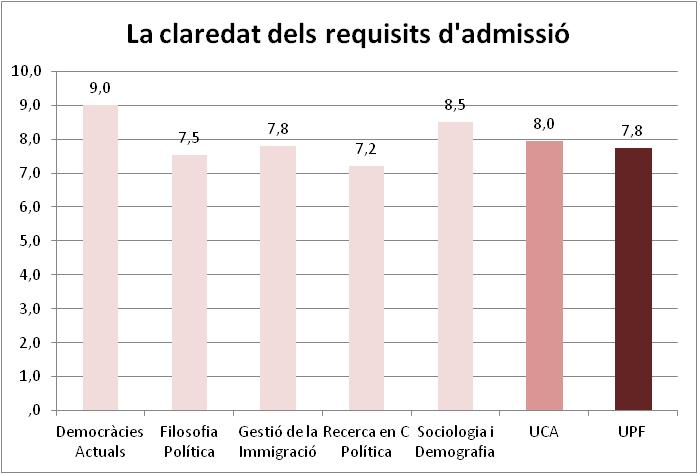 La claredat dels requisits d'admissió
10,0
9,0
8,0
7,0
6,0
5,0
4,0
3,0
2,0
1,0
,0
9,0
7,5
7,8
7,2
8,5
8,0
7,8
Democràcies
Actuals
Filosofia
Política
Gestió de la
Immigració
Recerca en C
Política
Sociologia i
Demografia
UCA
UPF